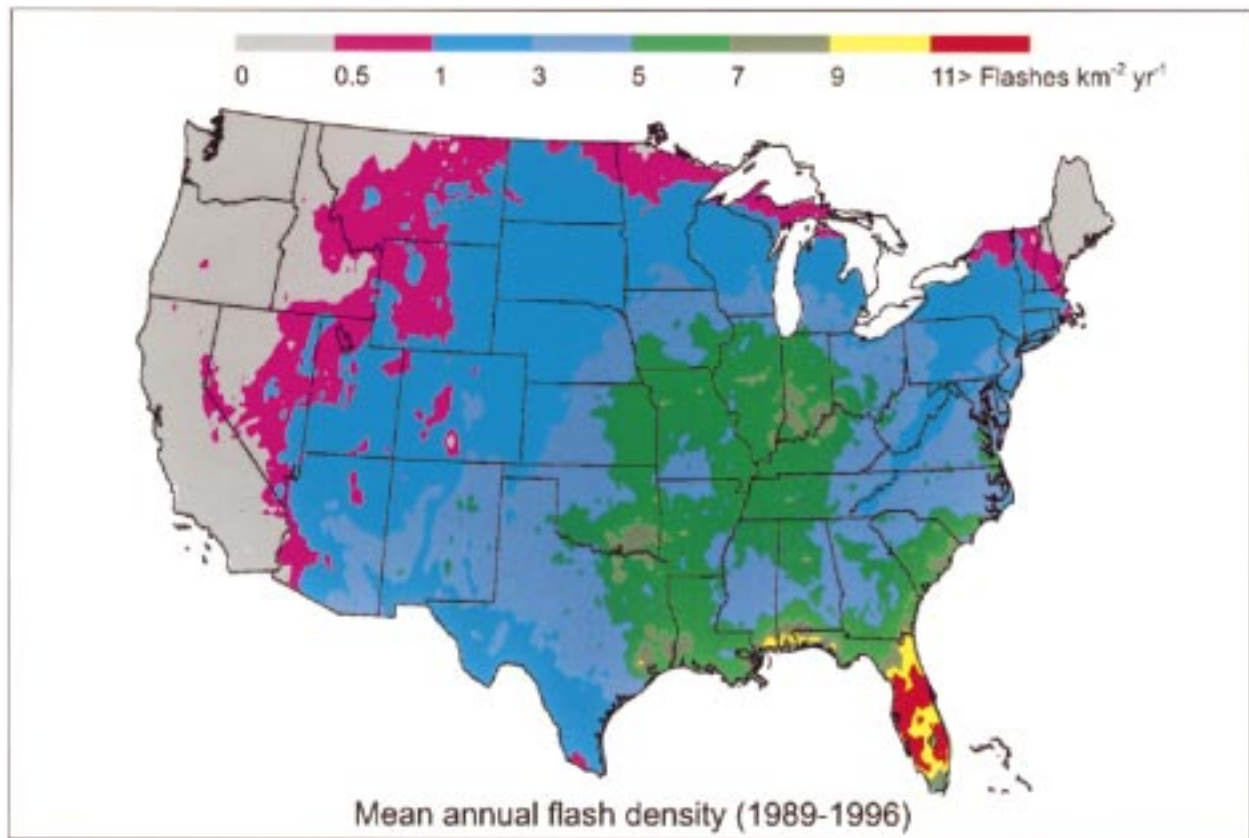 0 0.5 1 3 5 7 9 11> Flashes km⁻² yr⁻¹
Mean annual flash density (1989-1996)